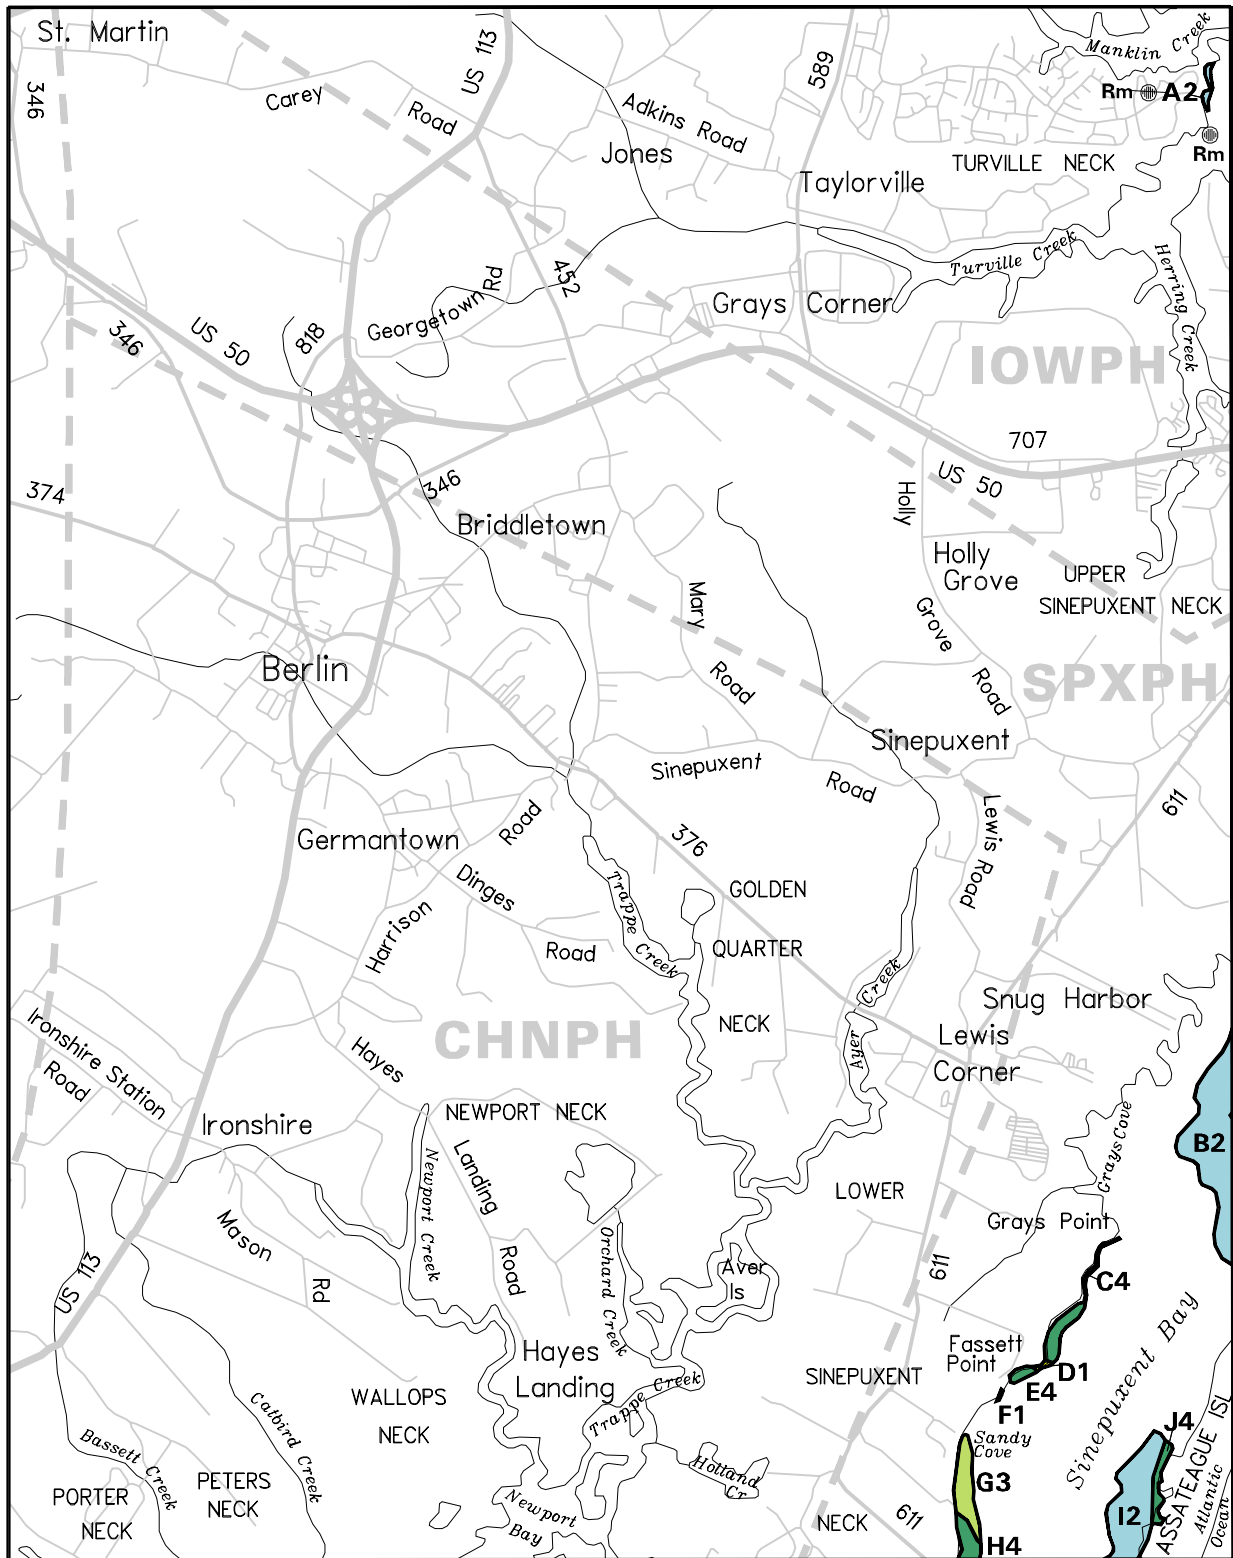 St. Martin
346
US 113
589
Manklin Creek
Rm
A2
Rm
Carey
Road
Adkins Road
Jones
TURVILLE NECK
Taylorville
Turville Creek
Herring Creek
452
Georgetown Rd
Grays Corner
346
US 50
818
IOWPH
707
US 50
374
346
Holly
Briddletown
Holly
Grove
UPPER
SINEPUXENT NECK
Mary
Grove
Berlin
Road
Road
SPXPH
Sinepuxent
Sinepuxent
Road
Lewis Road
611
Germantown
Road
376
Dinges
Trappe Creek
GOLDEN
Harrison
Road
QUARTER
Creek
Snug Harbor
Ironshire Station
Road
CHNPH
NECK
Ayer
Lewis
Corner
Hayes
Ironshire
NEWPORT NECK
Grays Cove
B2
Newport Creek
Landing
LOWER
Mason
Grays Point
Orchard Creek
US 113
Rd
Road
Aver
Is
611
C4
Sinepuxent Bay
Hayes
Landing
Fassett
Point
D1
SINEPUXENT
E4
WALLOPS
NECK
Trappe Creek
F1
Catbird Creek
J4
Bassett Creek
Sandy
Cove
ASSATEAGUE ISL
Holland
Cr
PETERS
NECK
G3
PORTER
NECK
Newport
Bay
NECK
611
I2
Atlantic
Ocean
H4